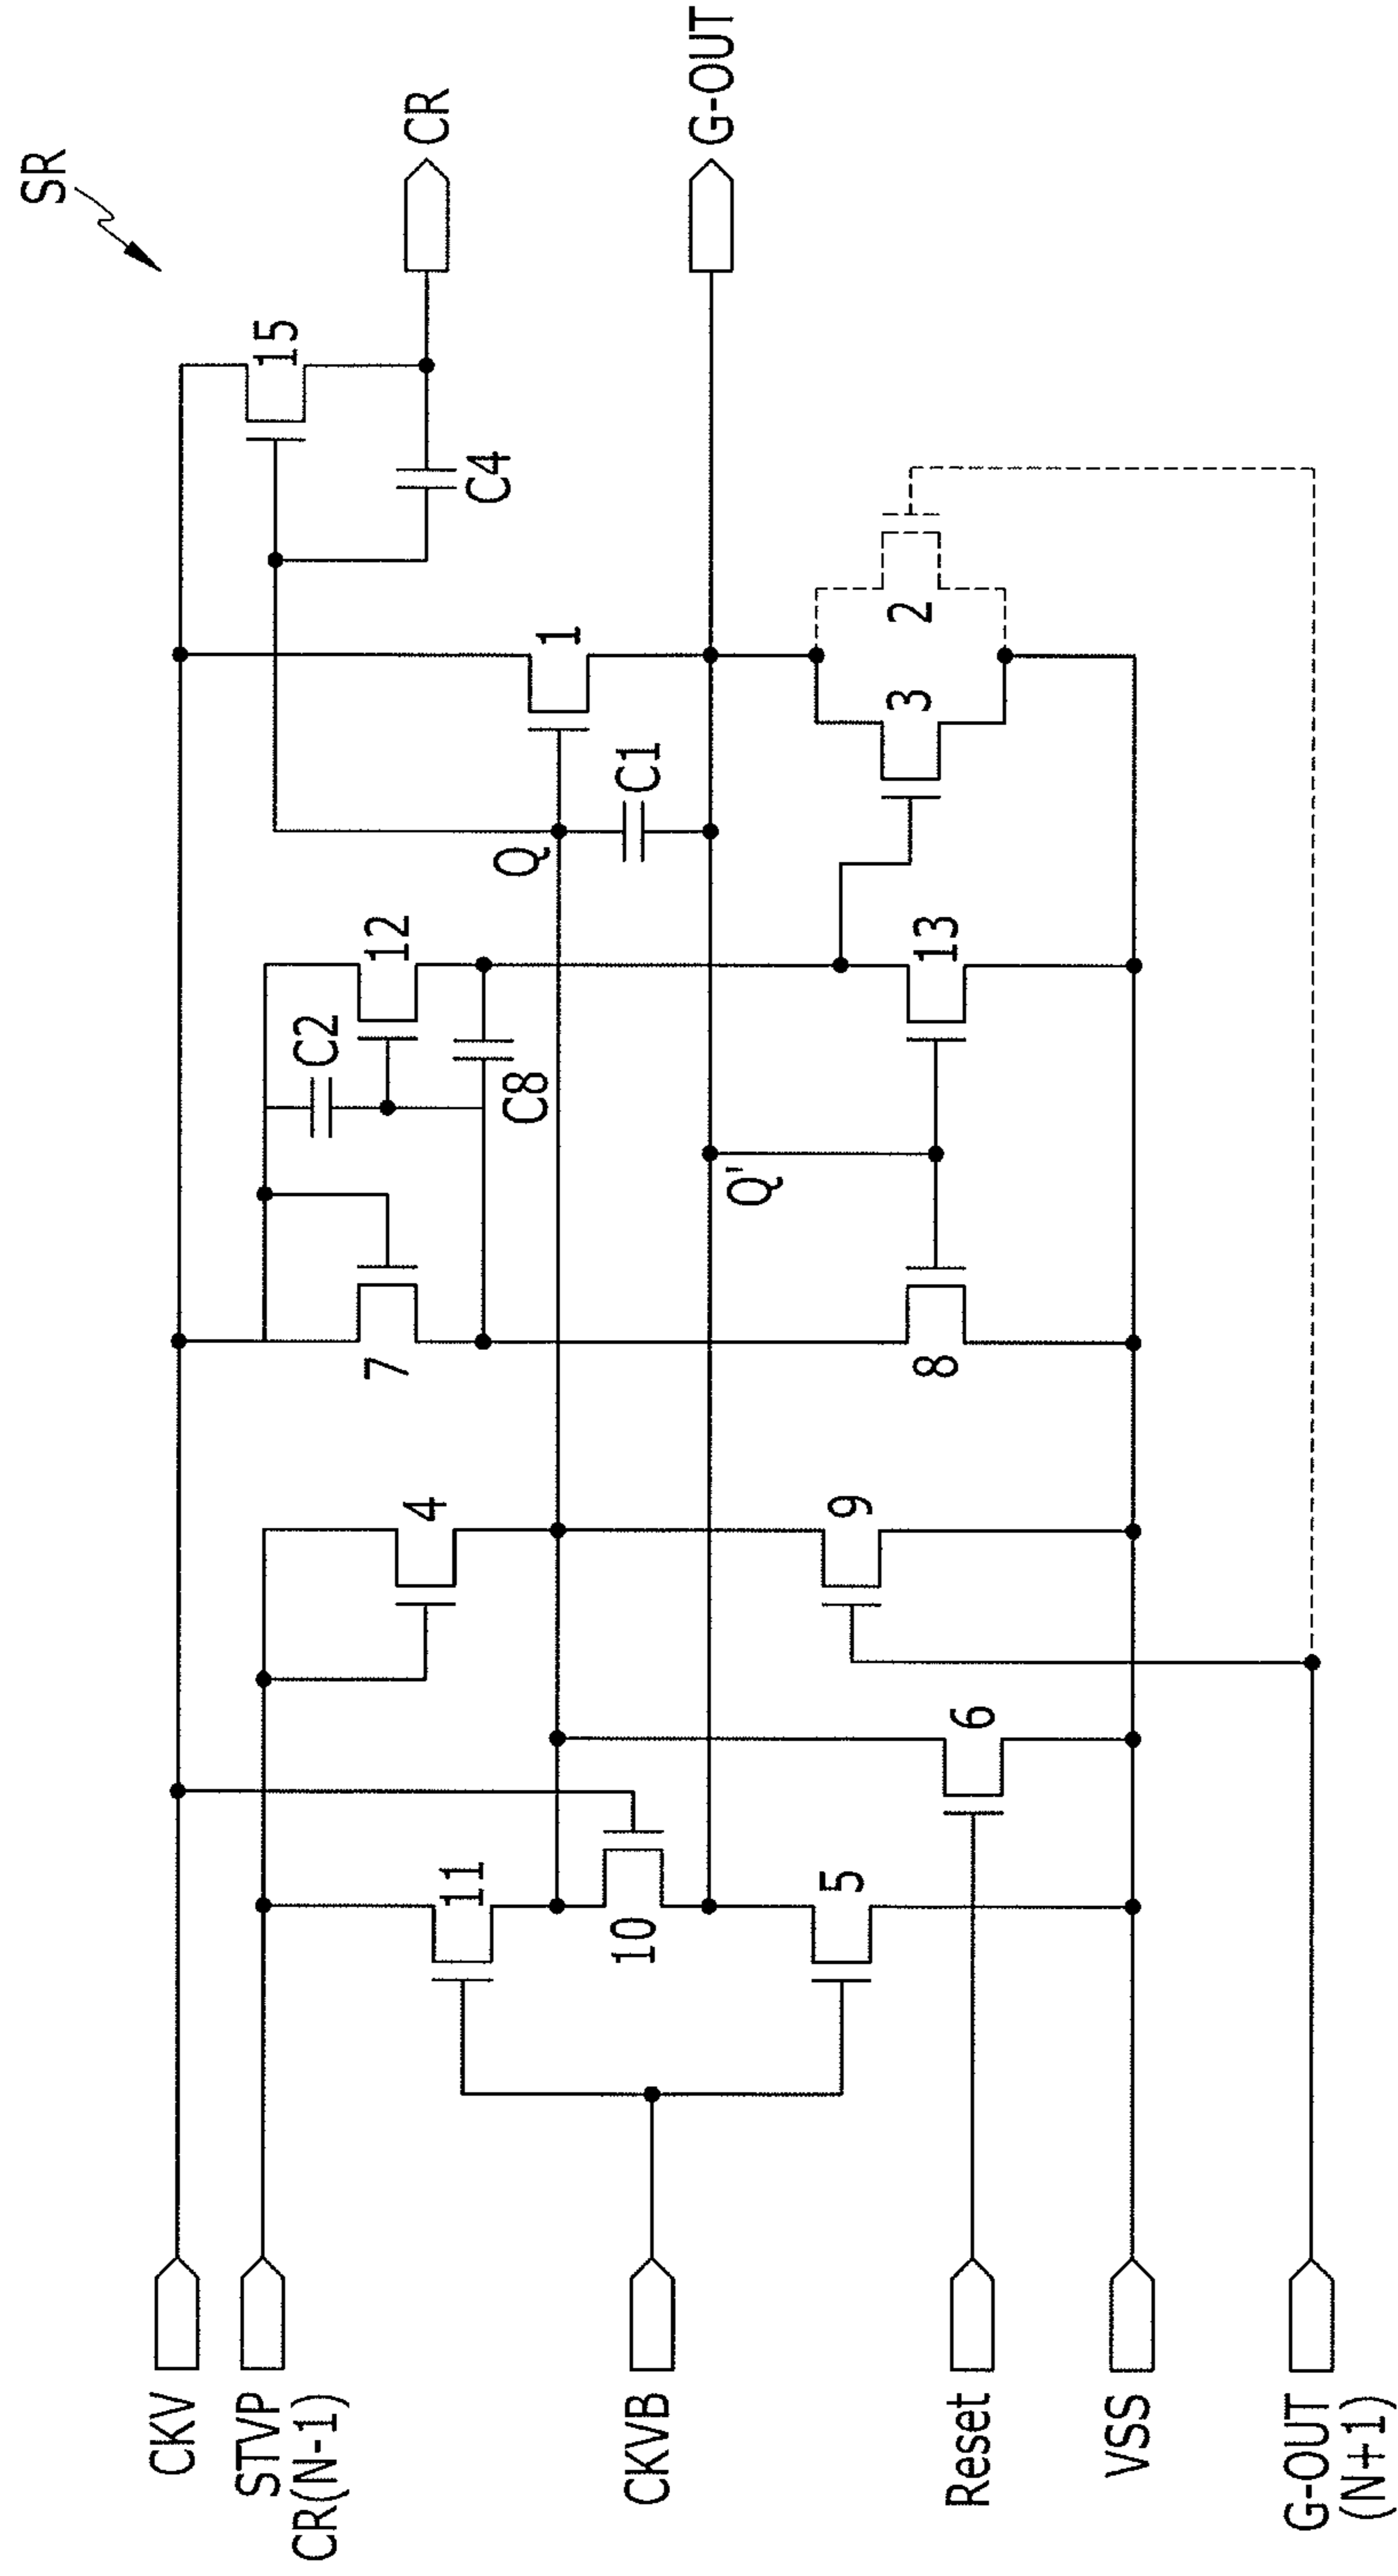 SR
CKV
STVP
CR(N-1)
CKVB
Reset
VSS
G-OUT
(N+1)
11
10
5
6
4
9
7
8
C2
12
C8
13
Q'
Q
C1
1
3
2
15
C4
CR
G-OUT